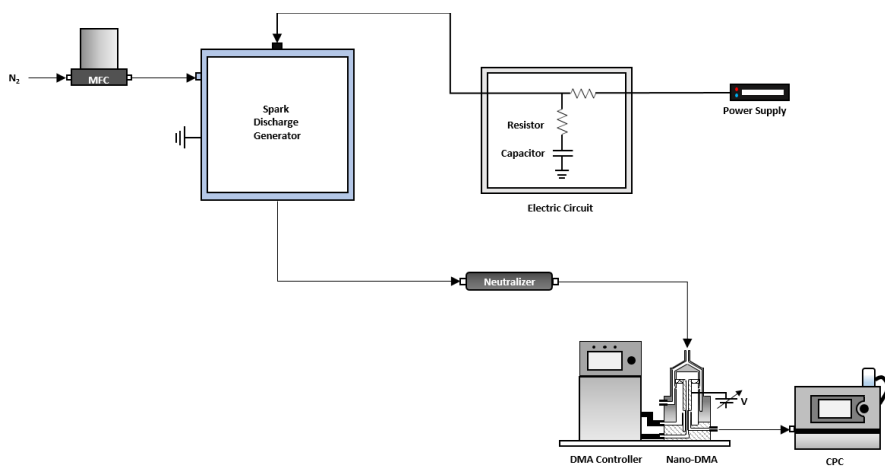 N₂
MFC
Spark
Discharge
Generator
Resistor
Capacitor
Electric Circuit
Power Supply
Neutralizer
V
DMA Controller
Nano-DMA
CPC